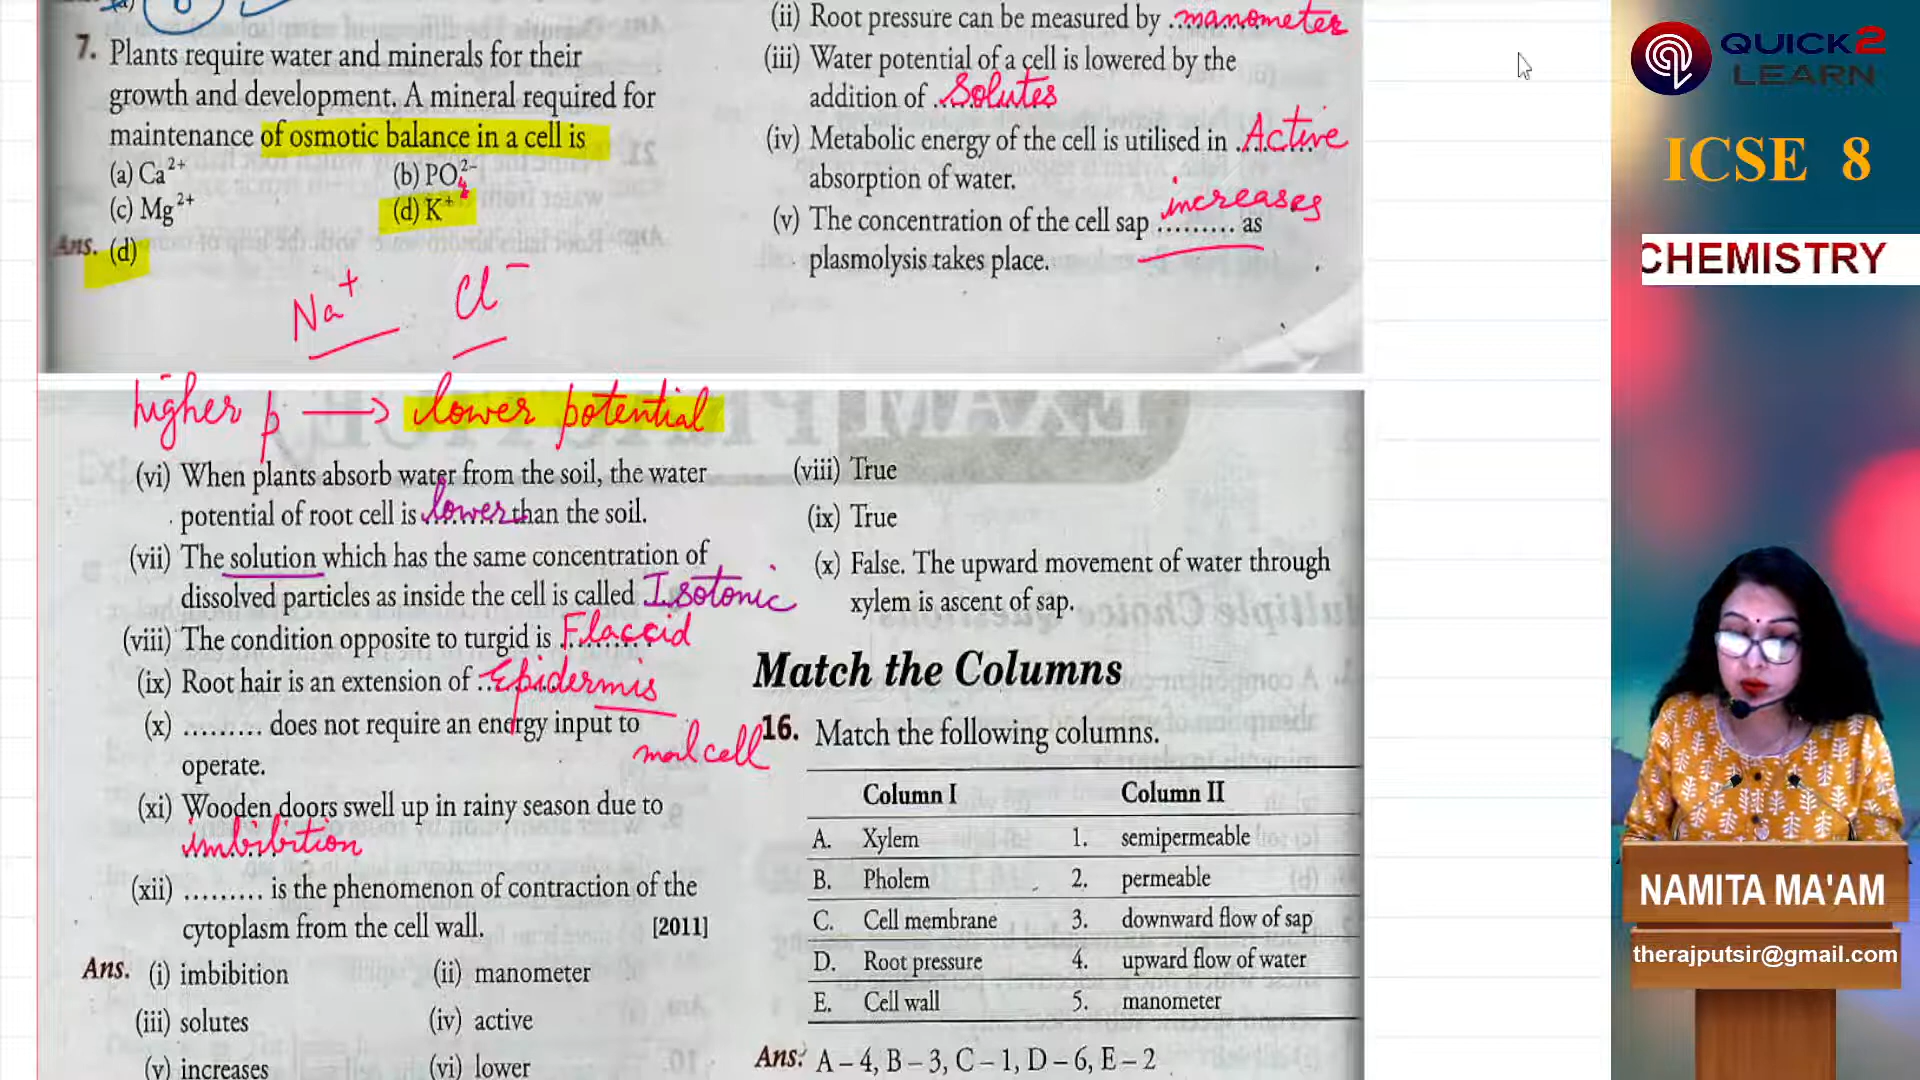 7. Plants require water and minerals for their
growth and development. A mineral required for
maintenance of osmotic balance in a cell is
(a) Ca 2+ (b) PO 2-
4
(c) Mg 2+ (d) K+
Ans. (d)
Na+ Cl−
(ii) Root pressure can be measured by manometer
(iii) Water potential of a cell is lowered by the
addition of Solutes
(iv) Metabolic energy of the cell is utilised in Active
absorption of water.
increases
(v) The concentration of the cell sap ......... as
plasmolysis takes place.
higher p → lower potential
(vi) When plants absorb water from the soil, the water
potential of root cell is lower than the soil.
(vii) The solution which has the same concentration of
dissolved particles as inside the cell is called Isotonic
(viii) The condition opposite to turgid is Flaccid
(ix) Root hair is an extension of Epidermis
cell
(x) ......... does not require an energy input to
operate.
(xi) Wooden doors swell up in rainy season due to
imbibition
(xii) ......... is the phenomenon of contraction of the
cytoplasm from the cell wall. [2011]
Ans. (i) imbibition (ii) manometer
(iii) solutes (iv) active
(v) increases (vi) lower
(viii) True
(ix) True
(x) False. The upward movement of water through
xylem is ascent of sap.
Match the Columns
16. Match the following columns.
Column I Column II
A. Xylem 1. semipermeable
B. Pholem 2. permeable
C. Cell membrane 3. downward flow of sap
D. Root pressure 4. upward flow of water
E. Cell wall 5. manometer
Ans. A – 4, B – 3, C – 1, D – 6, E – 2
QUICK2
LEARN
ICSE 8
CHEMISTRY
NAMITA MA'AM
therajputsir@gmail.com